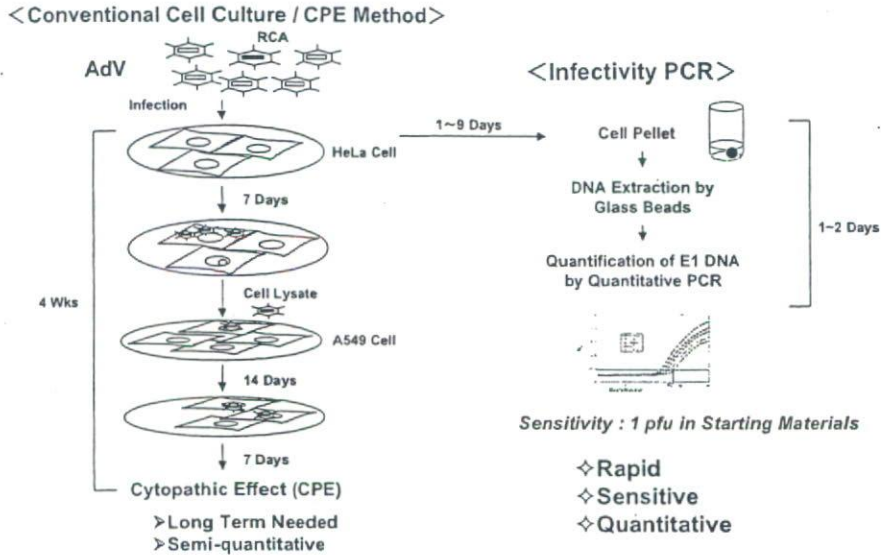 <Conventional Cell Culture / CPE Method>
RCA
AdV
Infection
HeLa Cell
7 Days
Cell Lysate
4 Wks
A549 Cell
14 Days
7 Days
Cytopathic Effect (CPE)
➢Long Term Needed
➢Semi-quantitative
<Infectivity PCR>
1~9 Days
Cell Pellet
DNA Extraction by
Glass Beads
1~2 Days
Quantification of E1 DNA
by Quantitative PCR
Sensitivity : 1 pfu in Starting Materials
✧Rapid
✧Sensitive
✧Quantitative